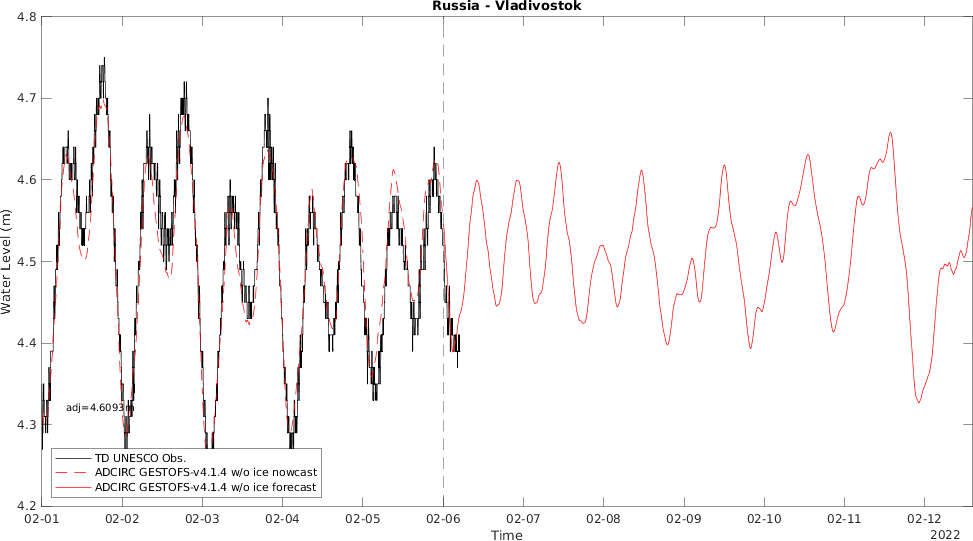 Russia - Vladivostok
4.8
4.7
4.6
4.5
4.4
4.3
4.2
Water Level (m)
adj=4.6093m
TD UNESCO Obs.
ADCIRC GESTOFS-v4.1.4 w/o ice nowcast
ADCIRC GESTOFS-v4.1.4 w/o ice forecast
02-01 02-02 02-03 02-04 02-05 02-06 02-07 02-08 02-09 02-10 02-11 02-12
Time
2022